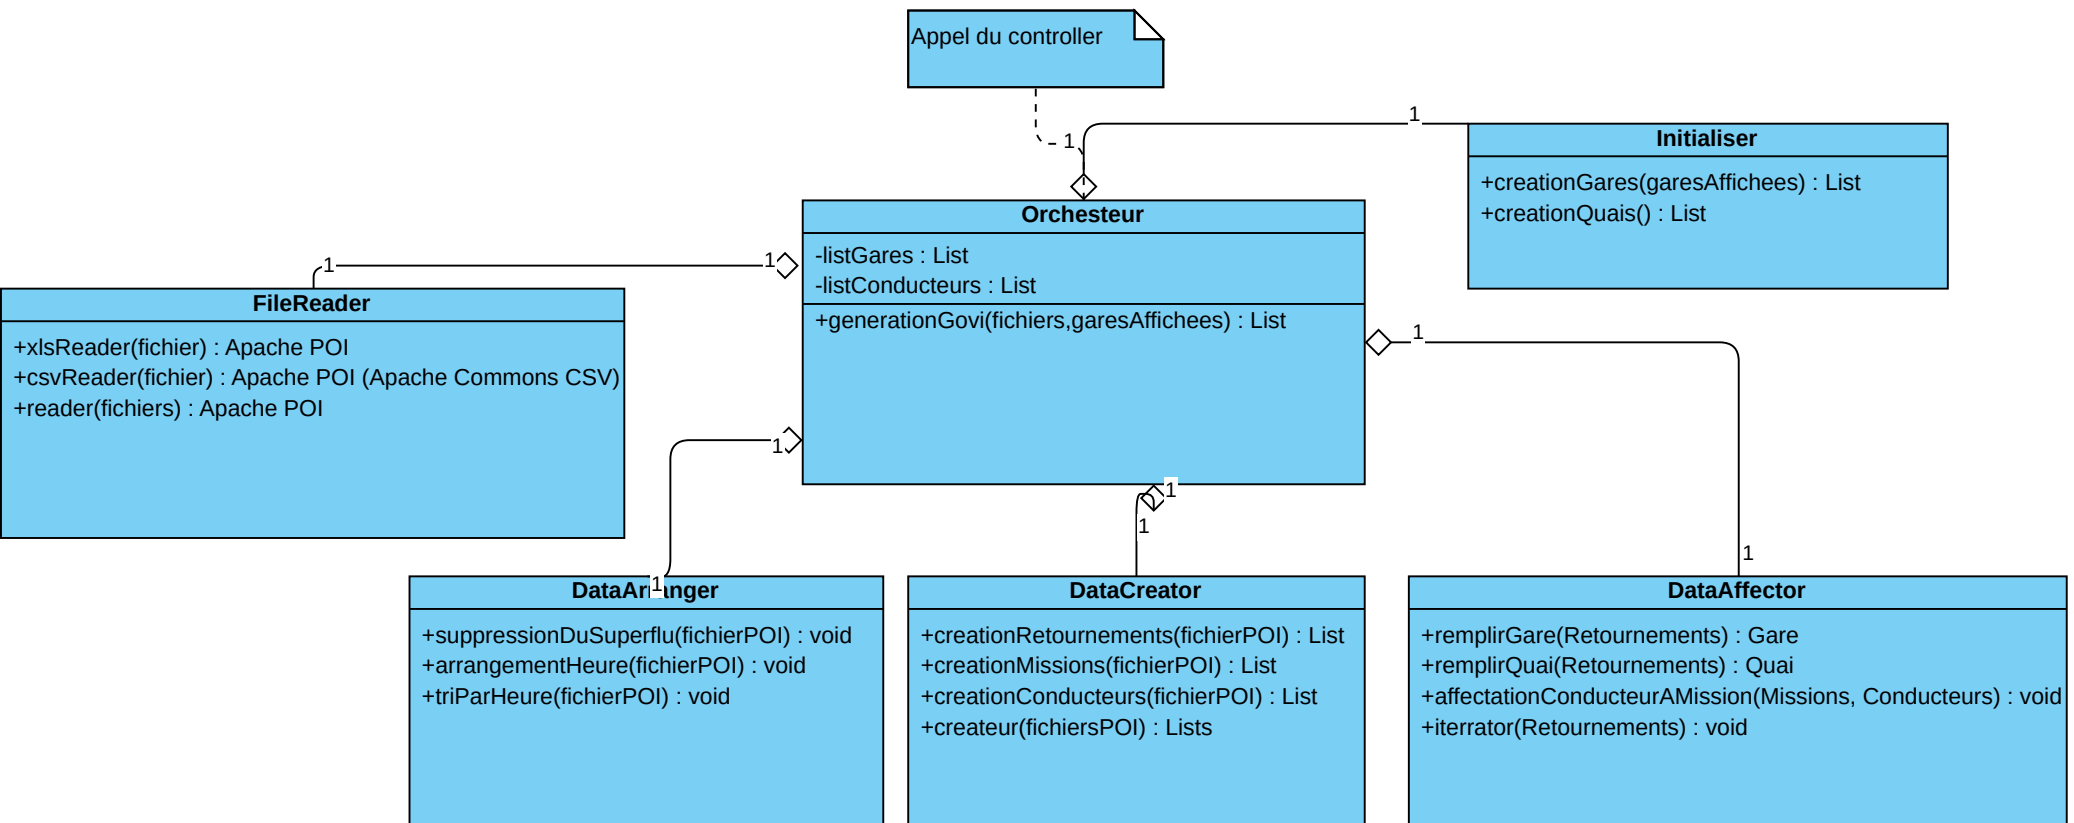 Appel du controller
1
1
Initialiser
+creationGares(garesAffichees) : List
+creationQuais() : List
Orchesteur
-listGares : List
-listConducteurs : List
+generationGovi(fichiers,garesAffichees) : List
1
1
FileReader
+xlsReader(fichier) : Apache POI
+csvReader(fichier) : Apache POI (Apache Commons CSV)
+reader(fichiers) : Apache POI
1
1
1
1
1
1
DataArranger
+suppressionDuSuperflu(fichierPOI) : void
+arrangementHeure(fichierPOI) : void
+triParHeure(fichierPOI) : void
DataCreator
+creationRetournements(fichierPOI) : List
+creationMissions(fichierPOI) : List
+creationConducteurs(fichierPOI) : List
+createur(fichiersPOI) : Lists
DataAffector
+remplirGare(Retournements) : Gare
+remplirQuai(Retournements) : Quai
+affectationConducteurAMission(Missions, Conducteurs) : void
+iterrator(Retournements) : void